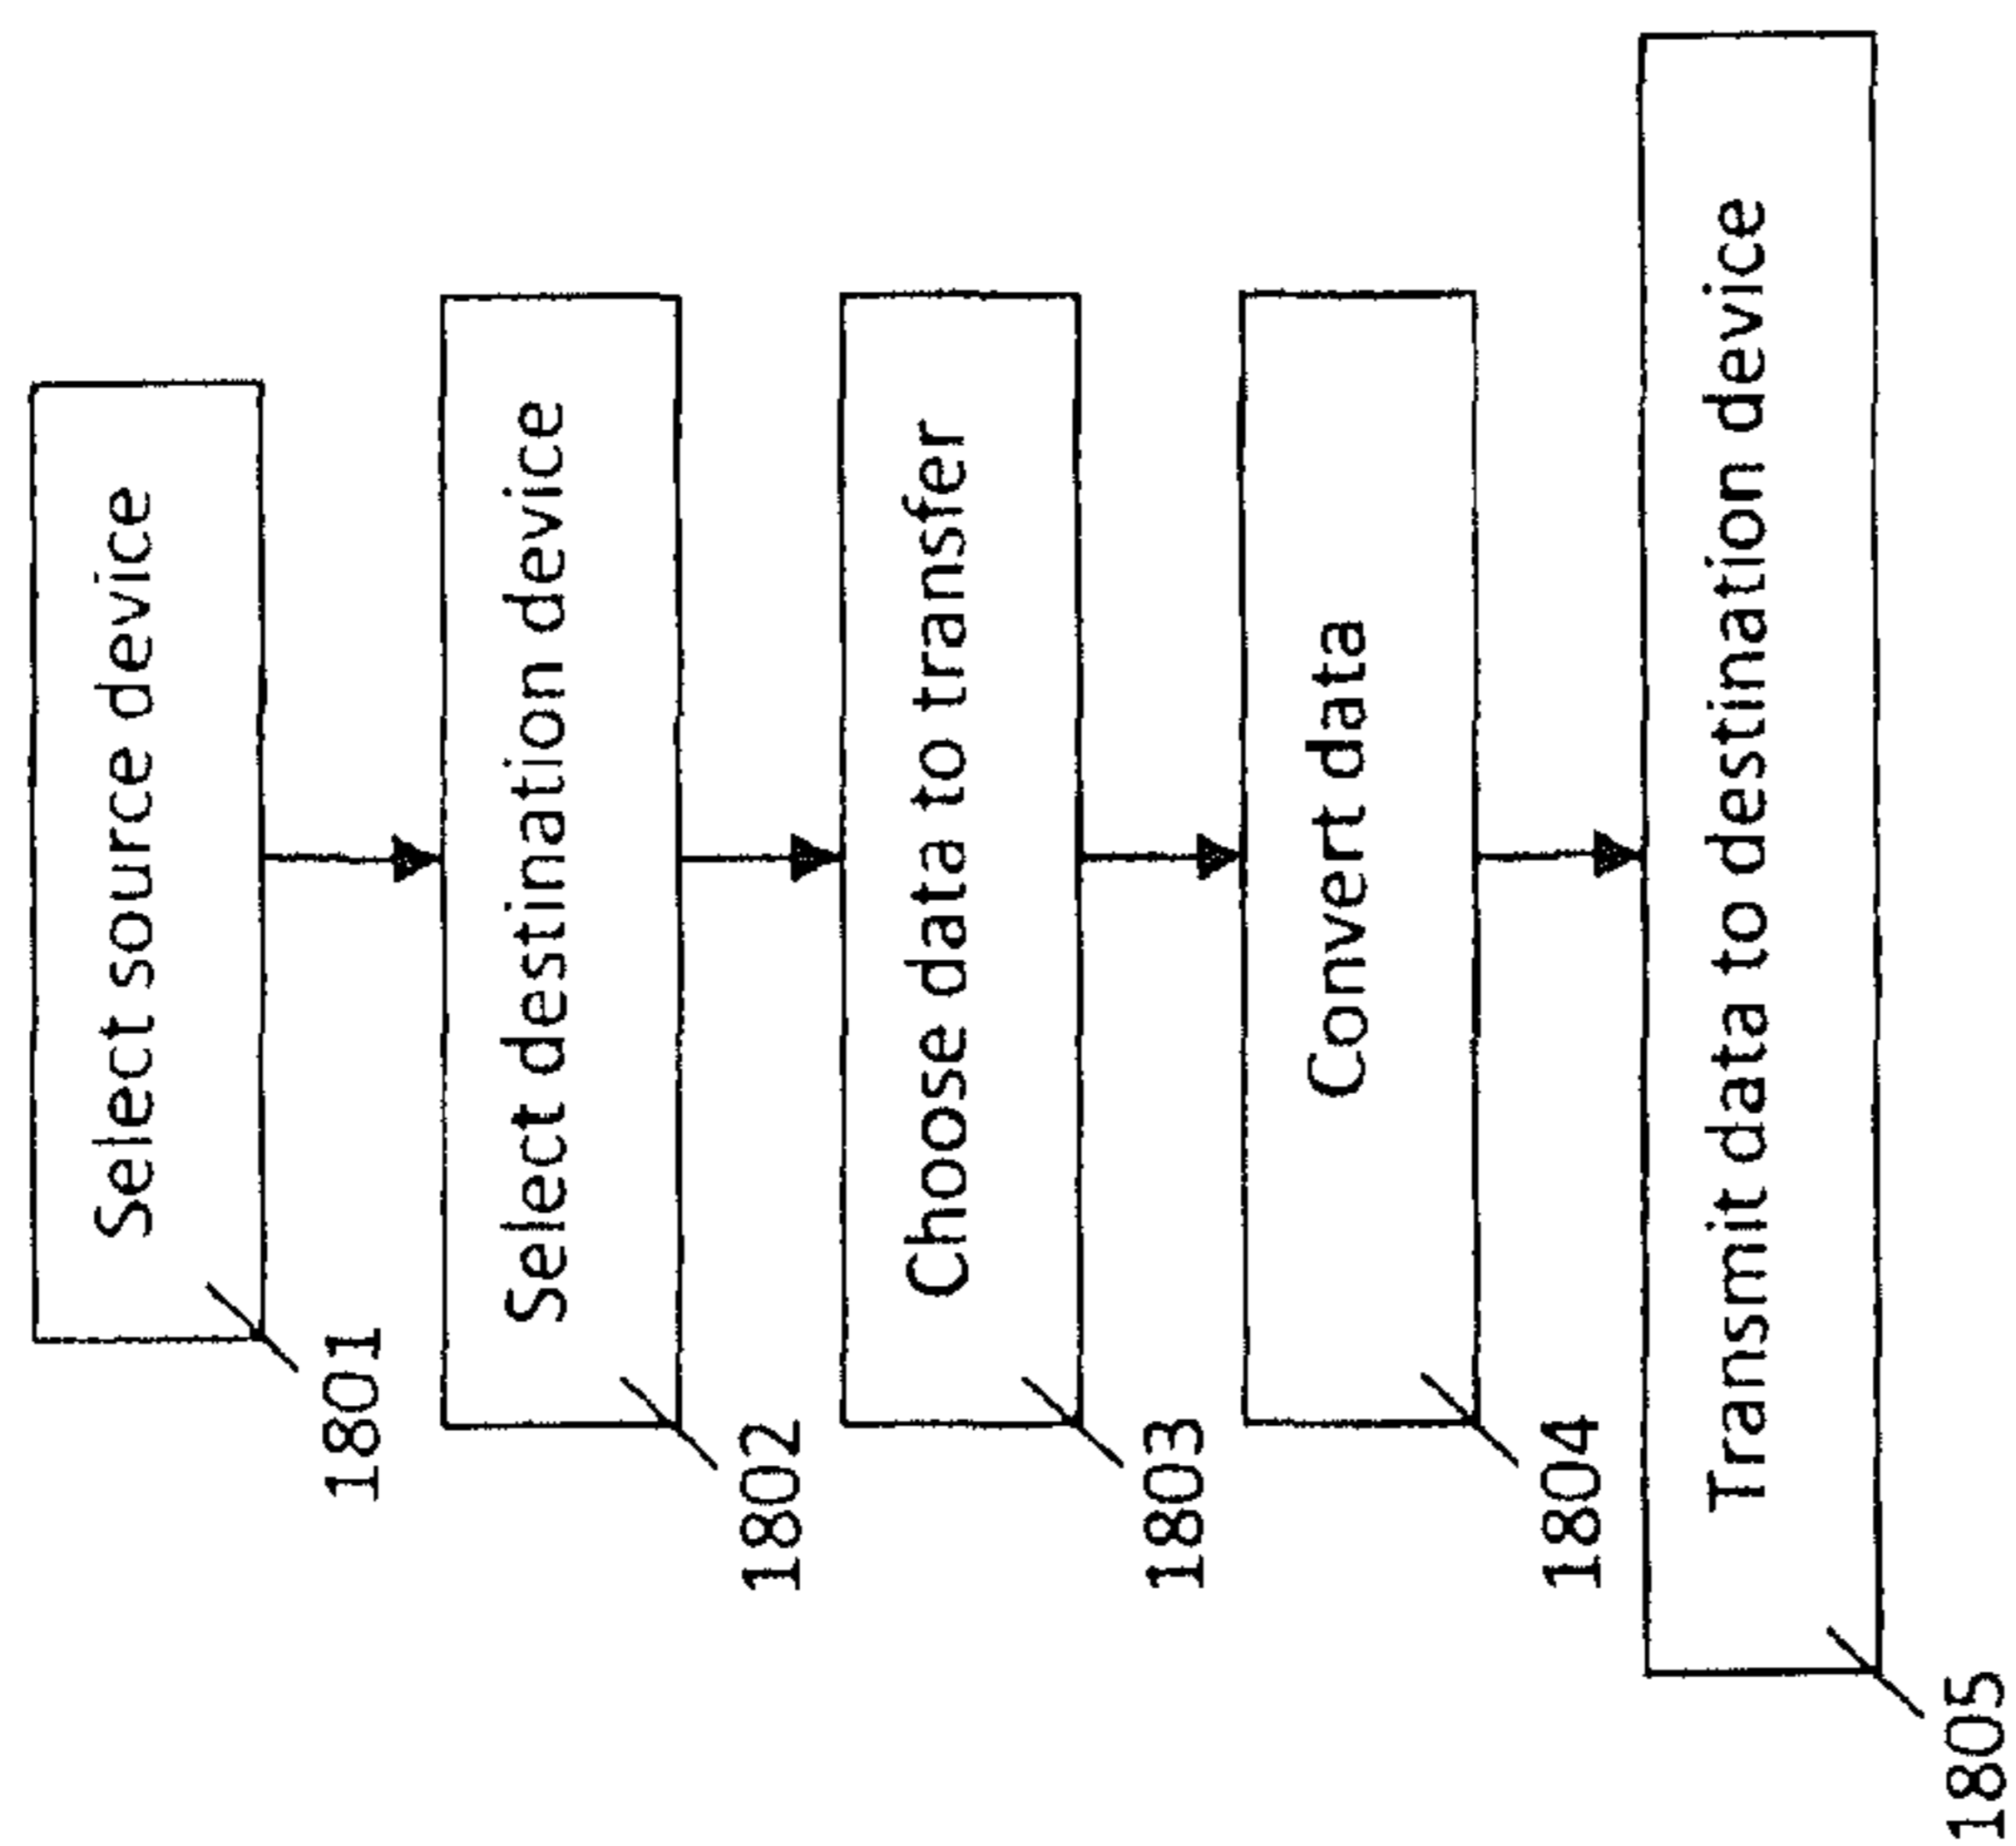 Select source device
1801
Select destination device
1802
Choose data to transfer
1803
Convert data
1804
Transmit data to destination device
1805